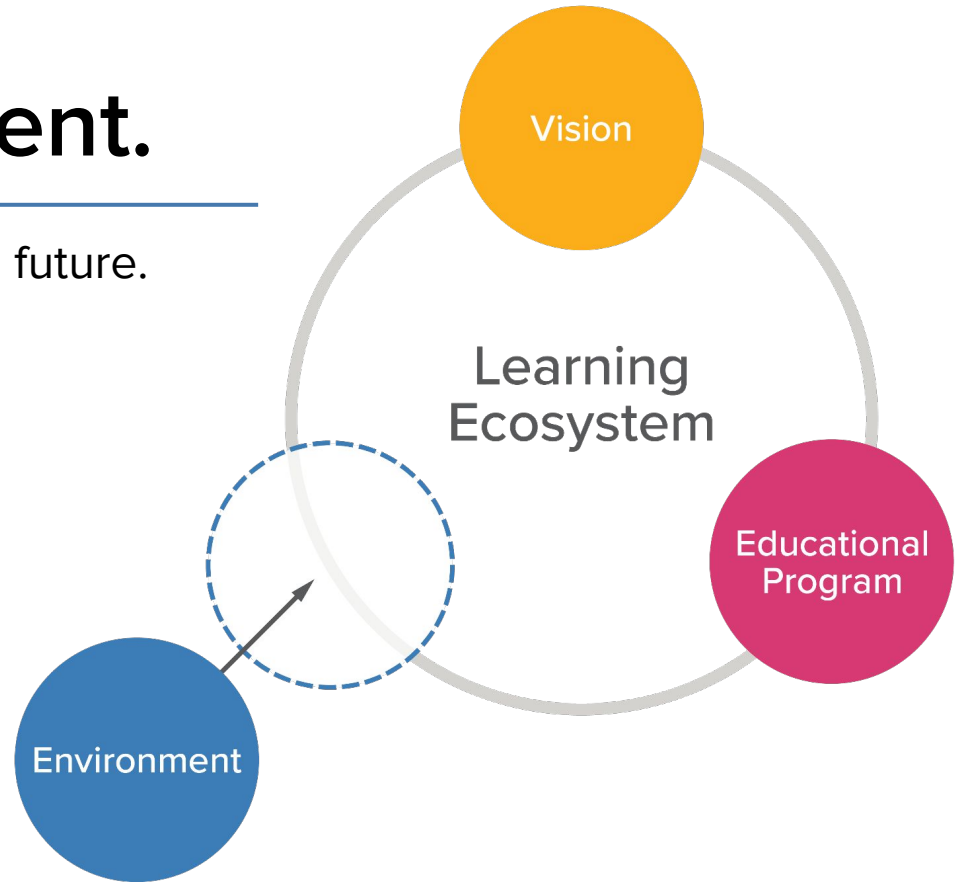 ent.
future.
Vision
Learning
Ecosystem
Educational
Program
Environment